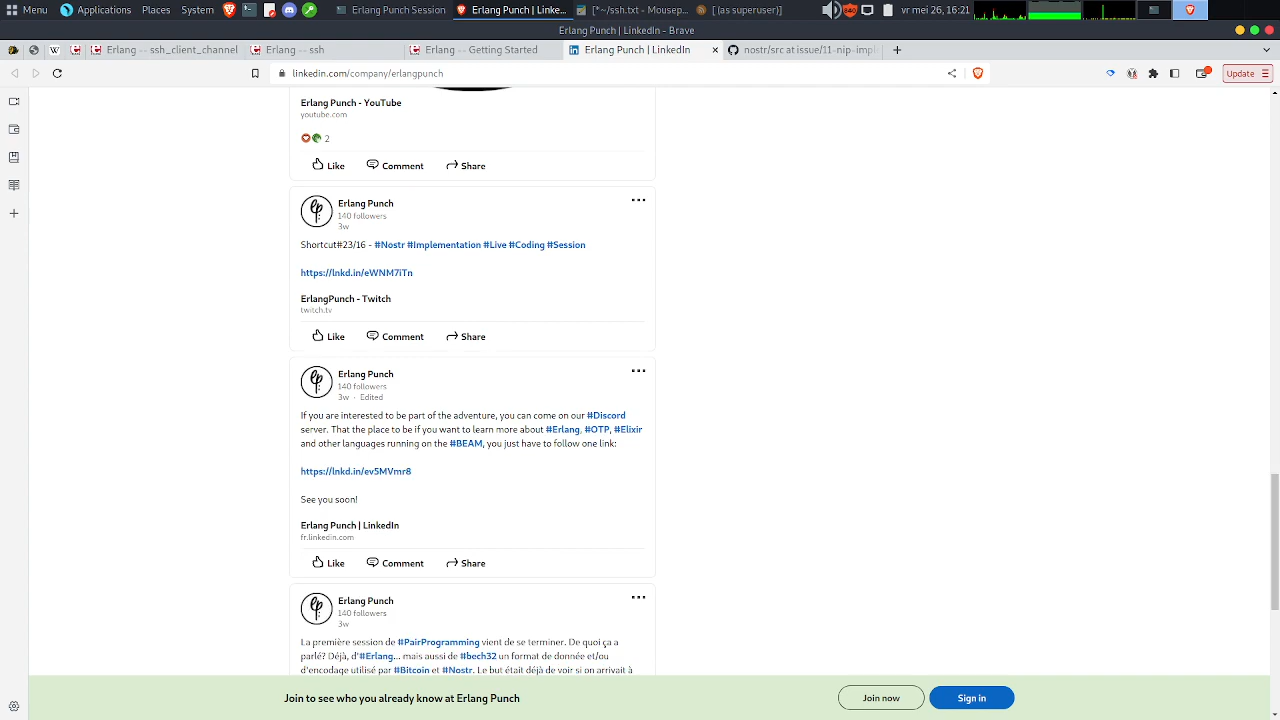 Menu Applications Places System Erlang Punch Session Erlang Punch | Linke... [*~/ssh.txt - Mousep... [(as superuser)] vr mei 26, 16:21
Erlang Punch | LinkedIn - Brave
Erlang -- ssh_client_channel Erlang -- ssh Erlang -- Getting Started Erlang Punch | LinkedIn nostr/src at issue/11-nip-impl
linkedin.com/company/erlangpunch Update
Erlang Punch - YouTube
youtube.com
2
Like Comment Share
Erlang Punch
140 followers
3w
Shortcut#23/16 - #Nostr #Implementation #Live #Coding #Session
https://lnkd.in/eWNM7iTn
ErlangPunch - Twitch
twitch.tv
Like Comment Share
Erlang Punch
140 followers
3w · Edited
If you are interested to be part of the adventure, you can come on our #Discord
server. That the place to be if you want to learn more about #Erlang, #OTP, #Elixir
and other languages running on the #BEAM, you just have to follow one link:
https://lnkd.in/ev5MVmr8
See you soon!
Erlang Punch | LinkedIn
fr.linkedin.com
Like Comment Share
Erlang Punch
140 followers
3w
La première session de #PairProgramming vient de se terminer. De quoi ça a
parlé? Déjà, d'#Erlang... mais aussi de #bech32 un format de donnée et/ou
d'encodage utilisé par #Bitcoin et #Nostr. Le but était déjà de voir si on arrivait à
Join to see who you already know at Erlang Punch Join now Sign in